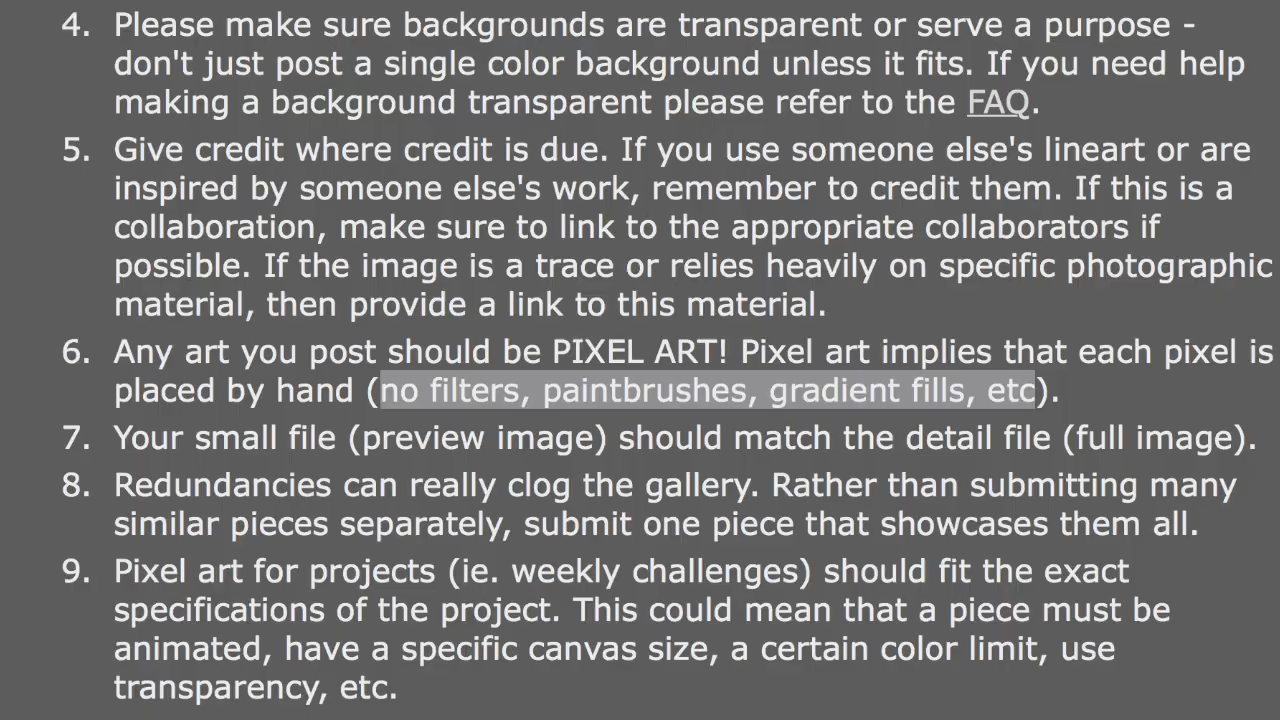 4. Please make sure backgrounds are transparent or serve a purpose -
don't just post a single color background unless it fits. If you need help
making a background transparent please refer to the FAQ.
5. Give credit where credit is due. If you use someone else's lineart or are
inspired by someone else's work, remember to credit them. If this is a
collaboration, make sure to link to the appropriate collaborators if
possible. If the image is a trace or relies heavily on specific photographic
material, then provide a link to this material.
6. Any art you post should be PIXEL ART! Pixel art implies that each pixel is
placed by hand (no filters, paintbrushes, gradient fills, etc).
7. Your small file (preview image) should match the detail file (full image).
8. Redundancies can really clog the gallery. Rather than submitting many
similar pieces separately, submit one piece that showcases them all.
9. Pixel art for projects (ie. weekly challenges) should fit the exact
specifications of the project. This could mean that a piece must be
animated, have a specific canvas size, a certain color limit, use
transparency, etc.